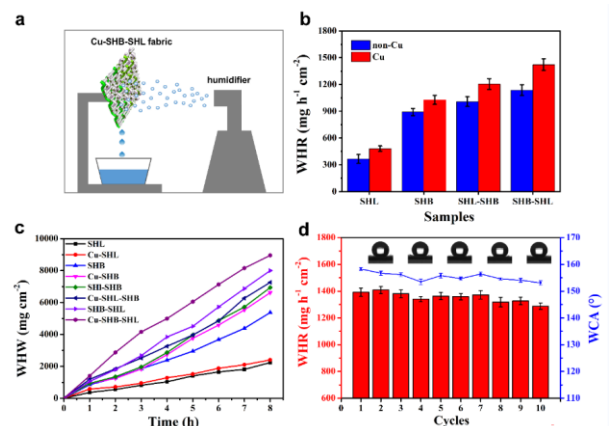 a
Cu-SHB-SHL fabric
humidifier
b
WHR (mg h⁻¹ cm⁻²)
1800
1500
1200
900
600
300
0
non-Cu
Cu
SHL
SHB
SHL-SHB
SHB-SHL
Samples
c
WHW (mg cm⁻²)
10000
8000
6000
4000
2000
0
SHL
Cu-SHL
SHB
Cu-SHB
SHL-SHB
Cu-SHL-SHB
SHB-SHL
Cu-SHB-SHL
0 1 2 3 4 5 6 7 8
Time (h)
d
WHR (mg h⁻¹ cm⁻²)
1800
1600
1400
1200
1000
800
600
170
160
150
140
130
120
110
WCA (°)
0 1 2 3 4 5 6 7 8 9 10
Cycles